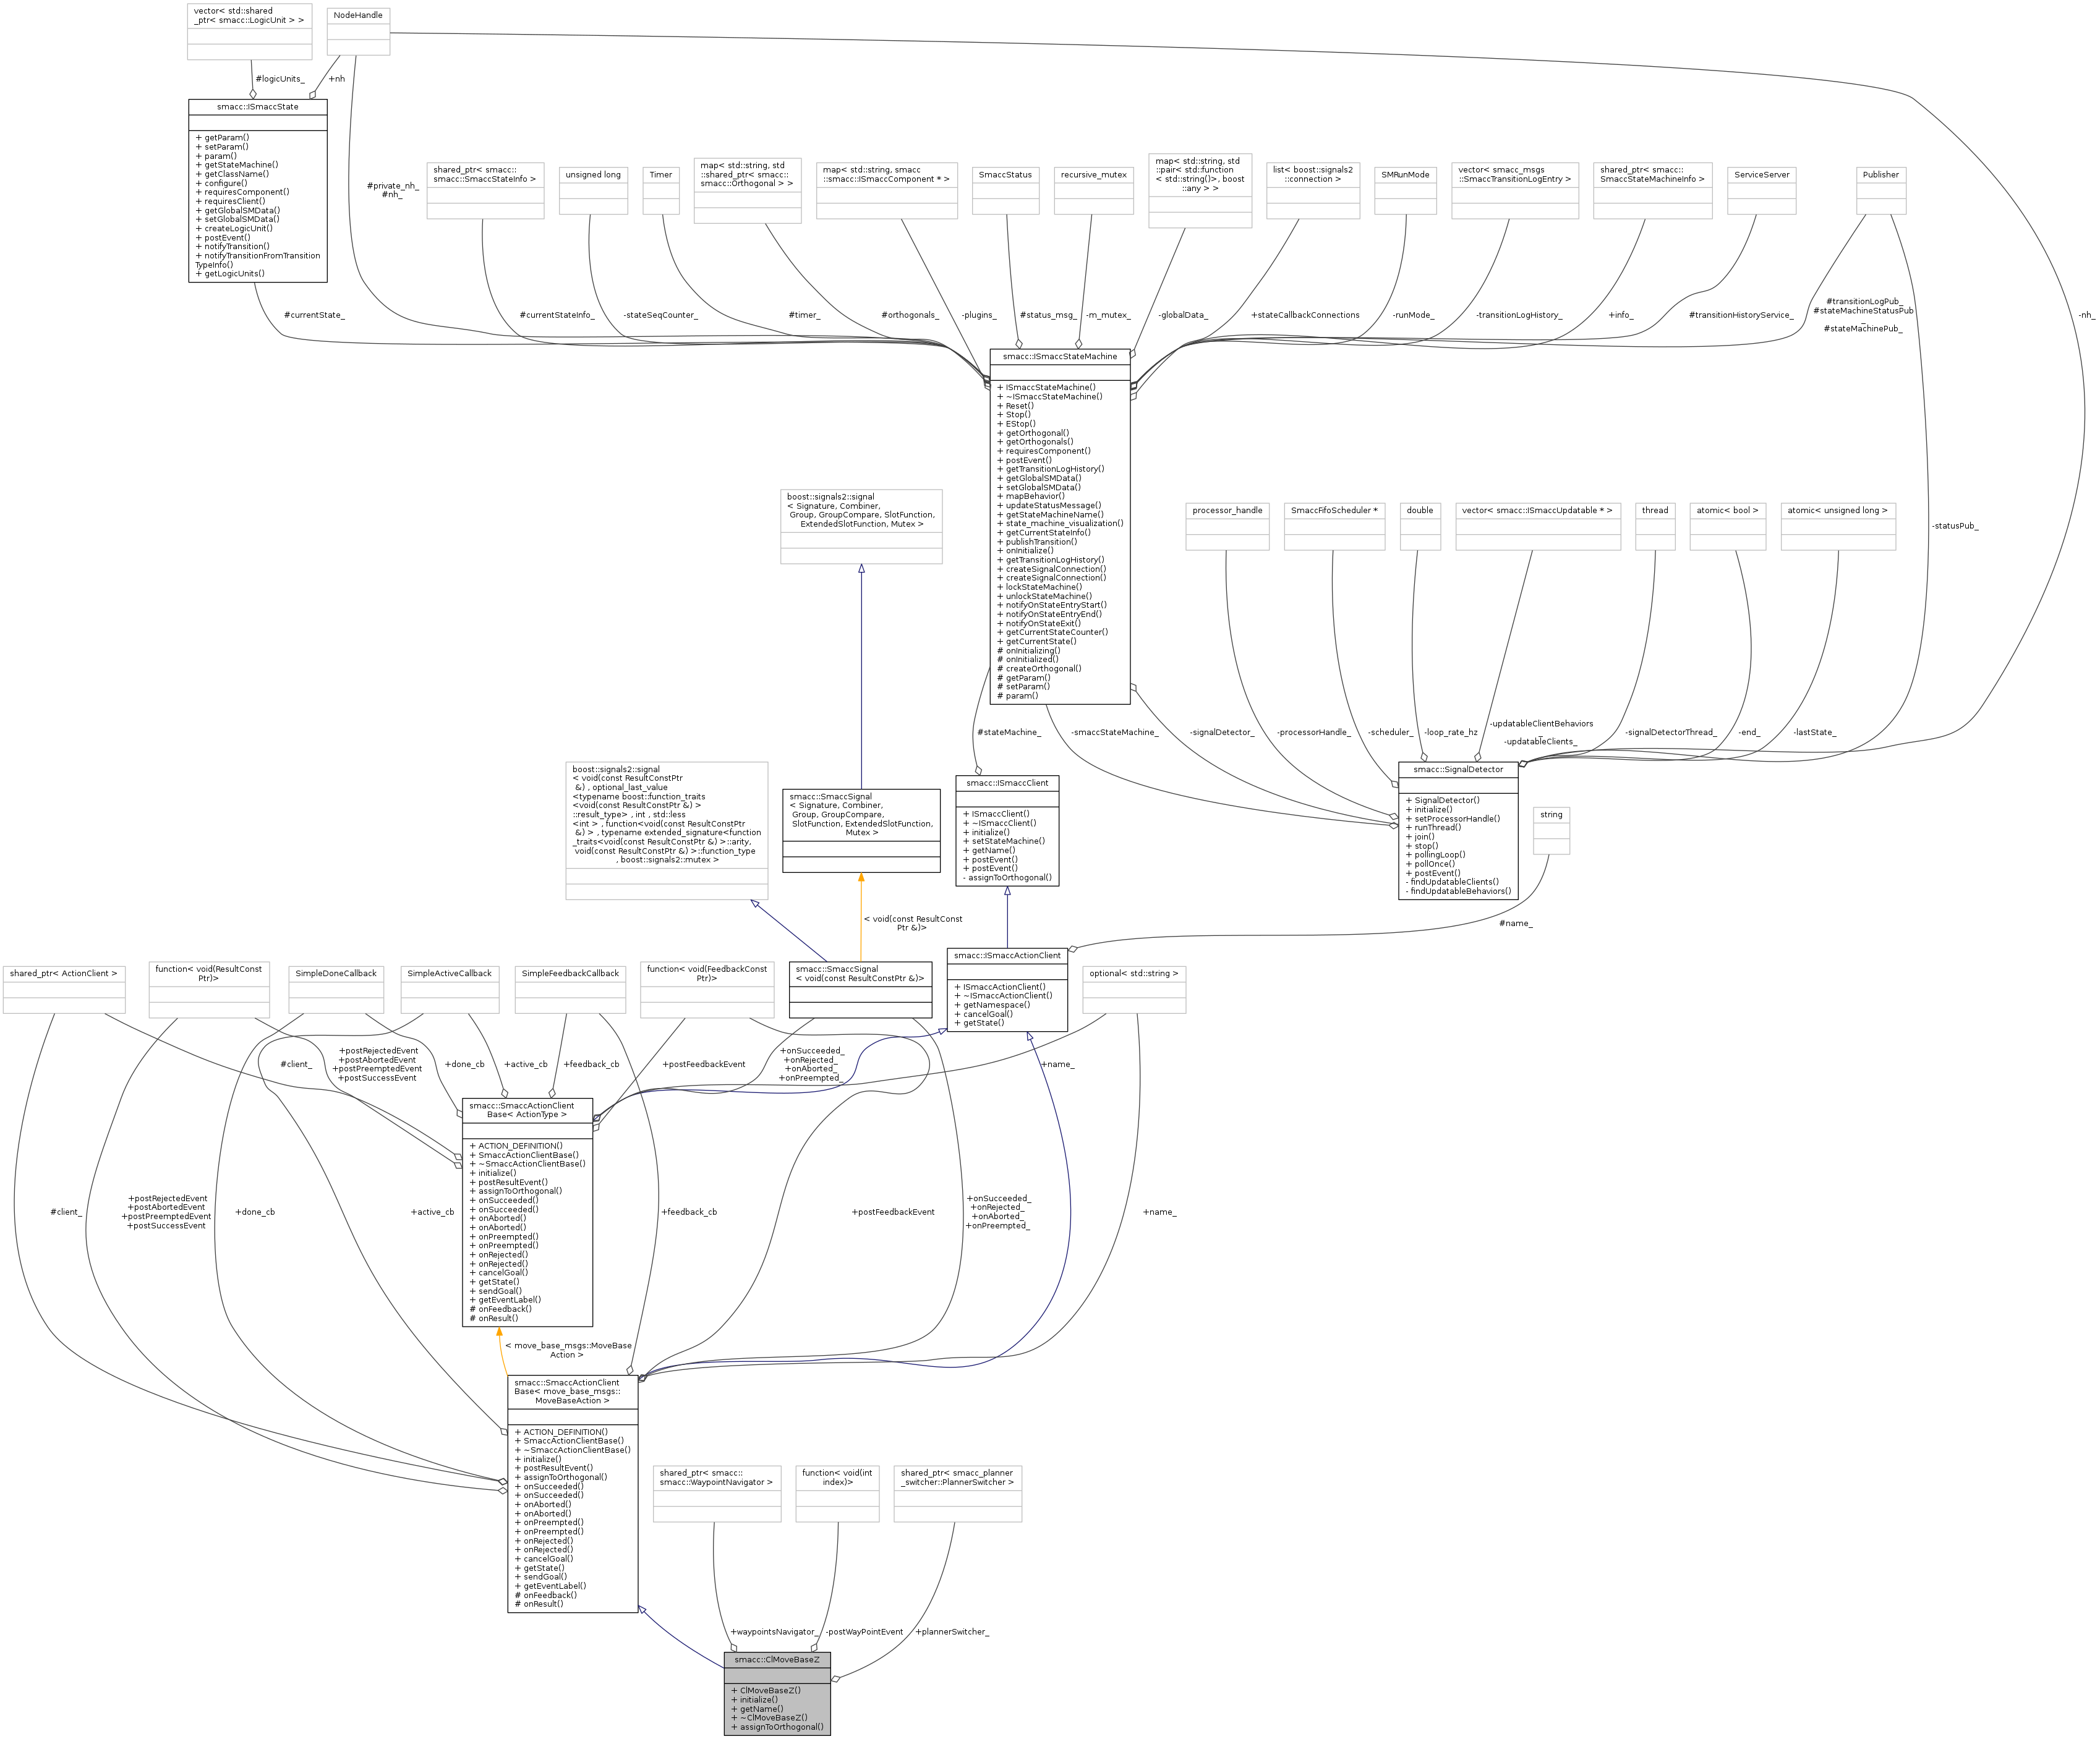 vector< std::shared
_ptr< smacc::LogicUnit > >
NodeHandle
#logicUnits_
+nh
smacc::ISmaccState
+ getParam()
+ setParam()
+ param()
+ getStateMachine()
+ getClassName()
+ configure()
+ requiresComponent()
+ requiresClient()
+ getGlobalSMData()
+ setGlobalSMData()
+ createLogicUnit()
+ postEvent()
+ notifyTransition()
+ notifyTransitionFromTransition
TypeInfo()
+ getLogicUnits()
#private_nh_
#nh_
shared_ptr< smacc::
smacc::SmaccStateInfo >
unsigned long
Timer
map< std::string, std
::shared_ptr< smacc::
smacc::Orthogonal > >
map< std::string, smacc
::smacc::ISmaccComponent * >
SmaccStatus
recursive_mutex
map< std::string, std
::pair< std::function
< std::string()>, boost
::any > >
list< boost::signals2
::connection >
SMRunMode
vector< smacc_msgs
::SmaccTransitionLogEntry >
shared_ptr< smacc::
SmaccStateMachineInfo >
ServiceServer
Publisher
#currentState_
#currentStateInfo_
-stateSeqCounter_
#timer_
#orthogonals_
-plugins_
#status_msg_
-m_mutex_
-globalData_
+stateCallbackConnections
-runMode_
-transitionLogHistory_
+info_
#transitionHistoryService_
#transitionLogPub_
#stateMachineStatusPub
_
#stateMachinePub_
-nh_
smacc::ISmaccStateMachine
+ ISmaccStateMachine()
+ ~ISmaccStateMachine()
+ Reset()
+ Stop()
+ EStop()
+ getOrthogonal()
+ getOrthogonals()
+ requiresComponent()
+ postEvent()
+ getTransitionLogHistory()
+ getGlobalSMData()
+ setGlobalSMData()
+ mapBehavior()
+ updateStatusMessage()
+ getStateMachineName()
+ state_machine_visualization()
+ getCurrentStateInfo()
+ publishTransition()
+ onInitialize()
+ getTransitionLogHistory()
+ createSignalConnection()
+ createSignalConnection()
+ lockStateMachine()
+ unlockStateMachine()
+ notifyOnStateEntryStart()
+ notifyOnStateEntryEnd()
+ notifyOnStateExit()
+ getCurrentStateCounter()
+ getCurrentState()
# onInitializing()
# onInitialized()
# createOrthogonal()
# getParam()
# setParam()
# param()
boost::signals2::signal
< Signature, Combiner,
Group, GroupCompare, SlotFunction,
ExtendedSlotFunction, Mutex >
processor_handle
SmaccFifoScheduler *
double
vector< smacc::ISmaccUpdatable * >
thread
atomic< bool >
atomic< unsigned long >
-statusPub_
#stateMachine_
-smaccStateMachine_
-signalDetector_
-processorHandle_
-scheduler_
-loop_rate_hz
-updatableClientBehaviors
_
-updatableClients_
-signalDetectorThread_
-end_
-lastState_
boost::signals2::signal
< void(const ResultConstPtr
&) , optional_last_value
<typename boost::function_traits
<void(const ResultConstPtr &) >
::result_type> , int , std::less
<int > , function<void(const ResultConstPtr
&) > , typename extended_signature<function
_traits<void(const ResultConstPtr &) >::arity,
void(const ResultConstPtr &) >::function_type
, boost::signals2::mutex >
smacc::SmaccSignal
< Signature, Combiner,
Group, GroupCompare,
SlotFunction, ExtendedSlotFunction,
Mutex >
smacc::ISmaccClient
+ ISmaccClient()
+ ~ISmaccClient()
+ initialize()
+ setStateMachine()
+ getName()
+ postEvent()
+ postEvent()
- assignToOrthogonal()
smacc::SignalDetector
+ SignalDetector()
+ initialize()
+ setProcessorHandle()
+ runThread()
+ join()
+ stop()
+ pollingLoop()
+ pollOnce()
+ postEvent()
- findUpdatableClients()
- findUpdatableBehaviors()
string
< void(const ResultConst
Ptr &)>
#name_
shared_ptr< ActionClient >
function< void(ResultConst
Ptr)>
SimpleDoneCallback
SimpleActiveCallback
SimpleFeedbackCallback
function< void(FeedbackConst
Ptr)>
smacc::SmaccSignal
< void(const ResultConstPtr &)>
smacc::ISmaccActionClient
+ ISmaccActionClient()
+ ~ISmaccActionClient()
+ getNamespace()
+ cancelGoal()
+ getState()
optional< std::string >
#client_
+postRejectedEvent
+postAbortedEvent
+postPreemptedEvent
+postSuccessEvent
+done_cb
+active_cb
+feedback_cb
+postFeedbackEvent
+onSucceeded_
+onRejected_
+onAborted_
+onPreempted_
+name_
smacc::SmaccActionClient
Base< ActionType >
+ ACTION_DEFINITION()
+ SmaccActionClientBase()
+ ~SmaccActionClientBase()
+ initialize()
+ postResultEvent()
+ assignToOrthogonal()
+ onSucceeded()
+ onSucceeded()
+ onAborted()
+ onAborted()
+ onPreempted()
+ onPreempted()
+ onRejected()
+ onRejected()
+ cancelGoal()
+ getState()
+ sendGoal()
+ getEventLabel()
# onFeedback()
# onResult()
#client_
+postRejectedEvent
+postAbortedEvent
+postPreemptedEvent
+postSuccessEvent
+done_cb
+active_cb
+feedback_cb
+postFeedbackEvent
+onSucceeded_
+onRejected_
+onAborted_
+onPreempted_
+name_
< move_base_msgs::MoveBase
Action >
smacc::SmaccActionClient
Base< move_base_msgs::
MoveBaseAction >
+ ACTION_DEFINITION()
+ SmaccActionClientBase()
+ ~SmaccActionClientBase()
+ initialize()
+ postResultEvent()
+ assignToOrthogonal()
+ onSucceeded()
+ onSucceeded()
+ onAborted()
+ onAborted()
+ onPreempted()
+ onPreempted()
+ onRejected()
+ onRejected()
+ cancelGoal()
+ getState()
+ sendGoal()
+ getEventLabel()
# onFeedback()
# onResult()
shared_ptr< smacc::
smacc::WaypointNavigator >
function< void(int
index)>
shared_ptr< smacc_planner
_switcher::PlannerSwitcher >
+waypointsNavigator_
-postWayPointEvent
+plannerSwitcher_
smacc::ClMoveBaseZ
+ ClMoveBaseZ()
+ initialize()
+ getName()
+ ~ClMoveBaseZ()
+ assignToOrthogonal()